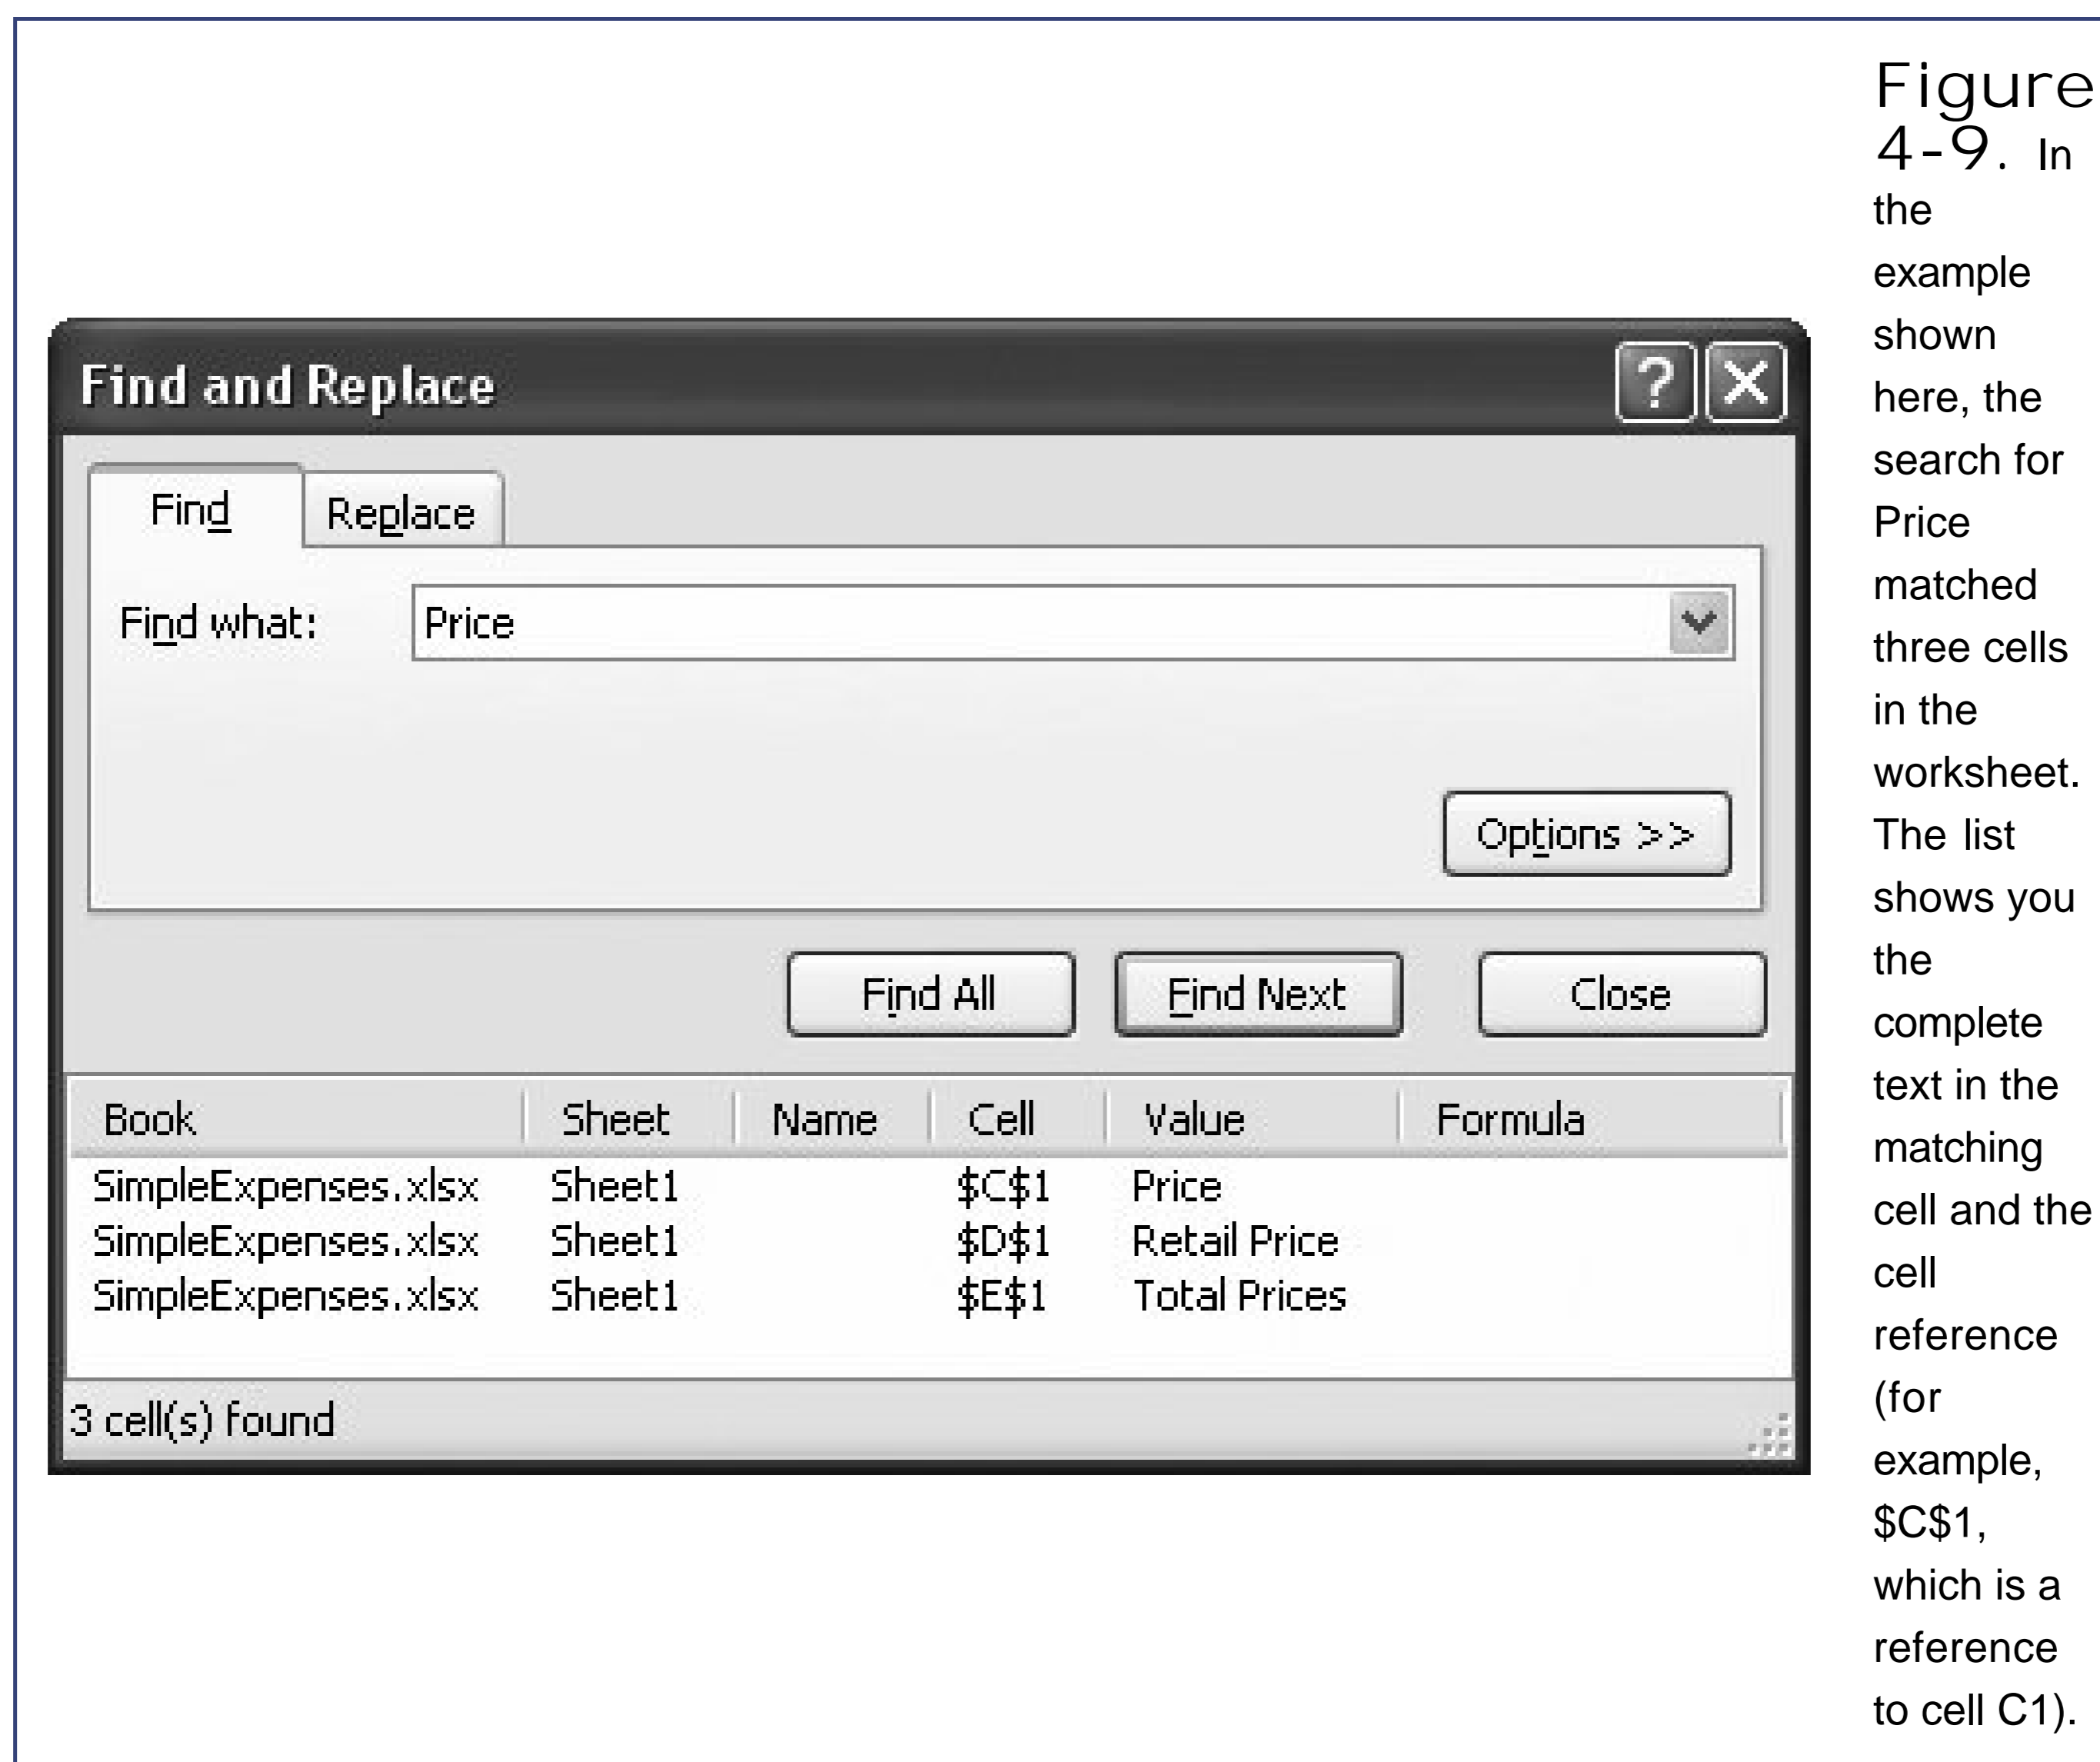 Find and Replace
Find Replace
Find what: Price
Options >>
Find All Find Next Close
Book Sheet Name Cell Value Formula
SimpleExpenses.xlsx Sheet1 $C$1 Price
SimpleExpenses.xlsx Sheet1 $D$1 Retail Price
SimpleExpenses.xlsx Sheet1 $E$1 Total Prices
3 cell(s) found
Figure
4-9. In
the
example
shown
here, the
search for
Price
matched
three cells
in the
worksheet.
The list
shows you
the
complete
text in the
matching
cell and the
cell
reference
(for
example,
$C$1,
which is a
reference
to cell C1).